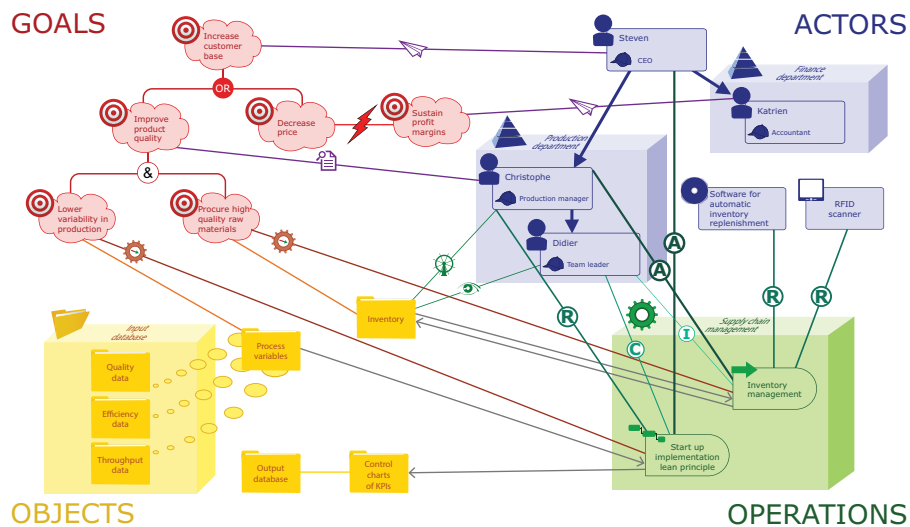 GOALS
ACTORS
Increase
customer
base
Steven
CEO
Finance
department
OR
Katrien
Accountant
Improve
product
quality
Decrease
price
Sustain
profit
margins
Production
department
&
Christophe
Production manager
Software for
automatic
inventory
replenishment
RFID
scanner
Lower
variability in
production
Procure high-
quality raw
materials
Didier
Team leader
A
A
R
R
R
C
I
Inventory
Supply chain
management
Input
database
Process
variables
Quality
data
Efficiency
data
Throughput
data
Inventory
management
Start up
implementation
lean principle
Output
database
Control
charts
of KPIs
OBJECTS
OPERATIONS